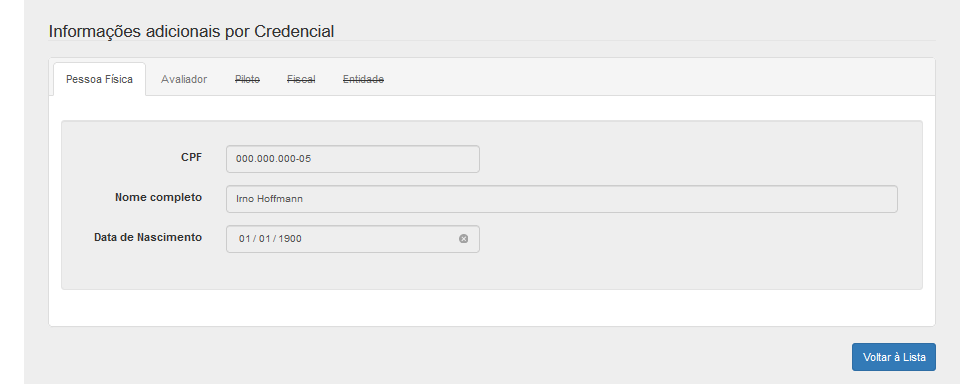 Informações adicionais por Credencial
Pessoa Física Avaliador Piloto Fiscal Entidade
CPF 000.000.000-05
Nome completo Irno Hoffmann
Data de Nascimento 01 / 01 / 1900
Voltar à Lista